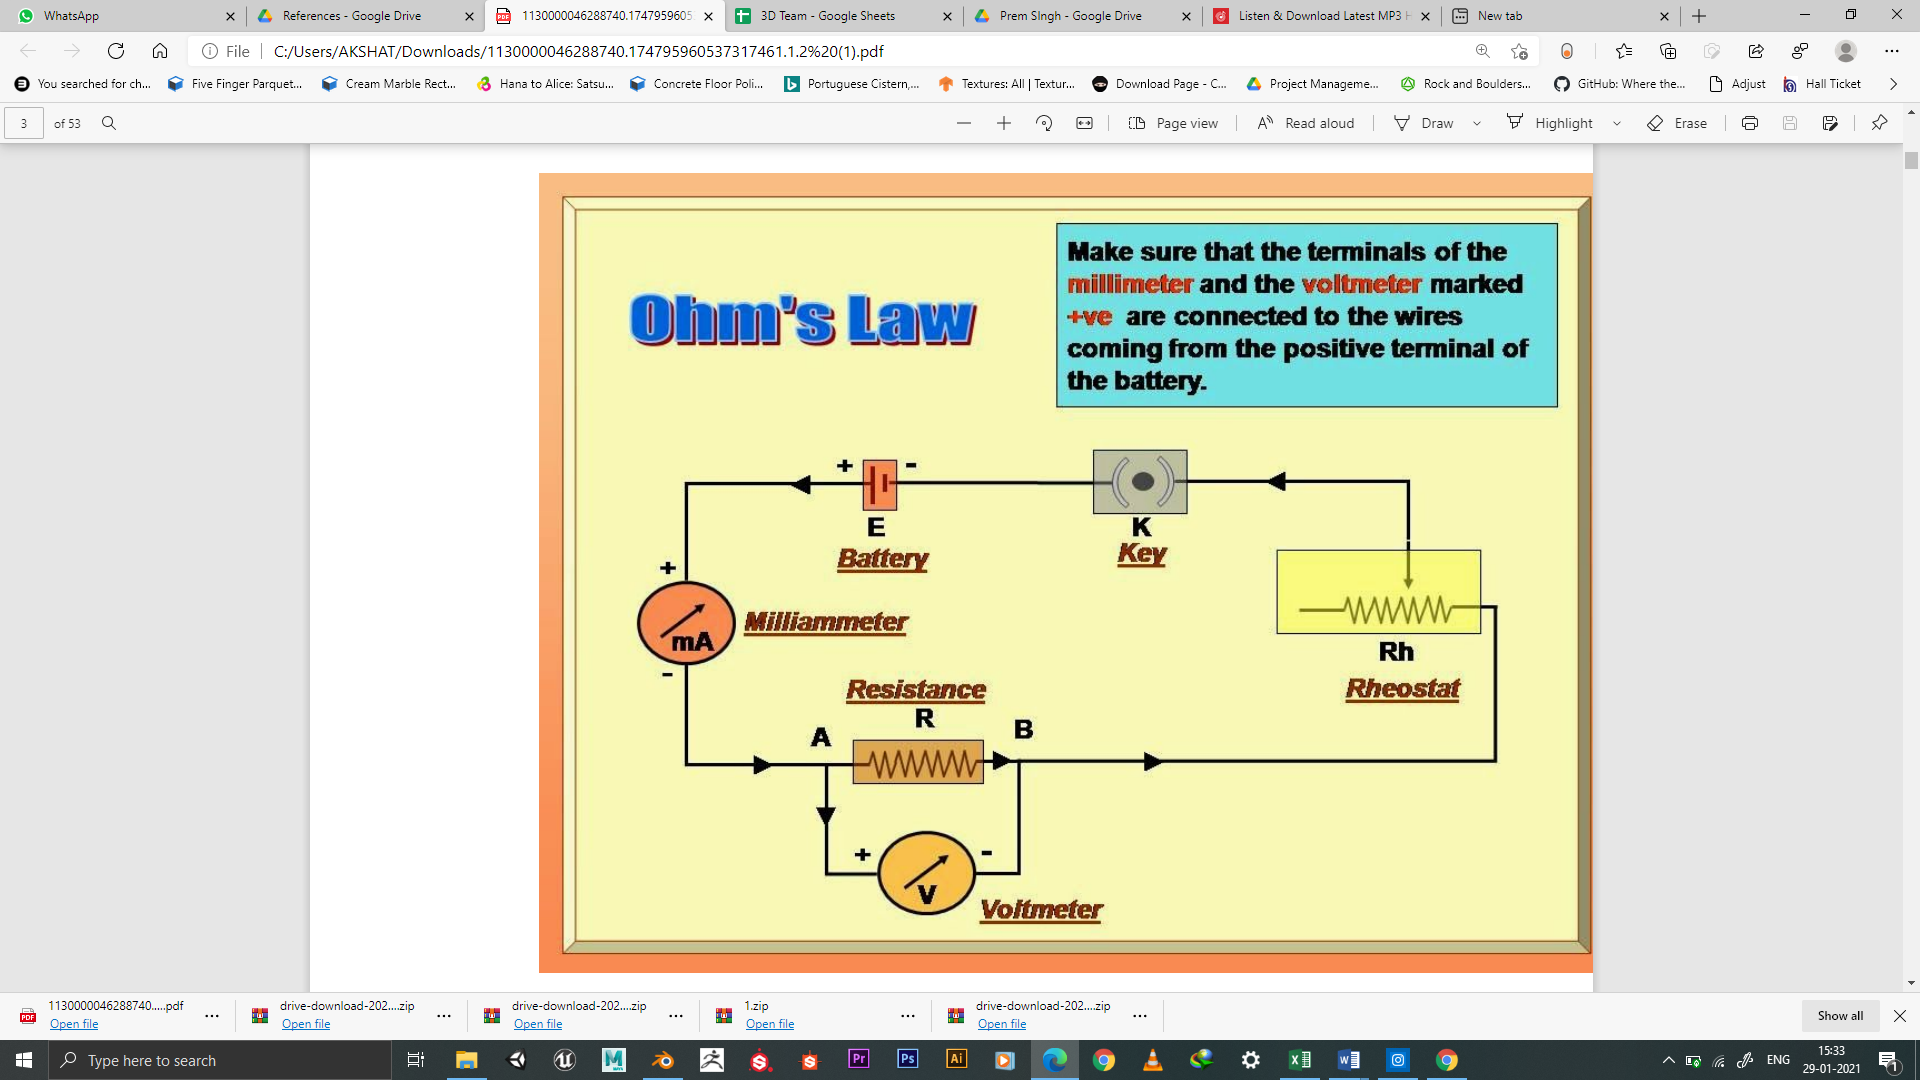 WhatsApp
References - Google Drive
1130000046288740.1747959605
3D Team - Google Sheets
Prem SIngh - Google Drive
Listen & Download Latest MP3
New tab
File
C:/Users/AKSHAT/Downloads/1130000046288740.174795960537317461.1.2%20(1).pdf
You searched for ch...
Five Finger Parquet...
Cream Marble Rect...
Hana to Alice: Satsu...
Concrete Floor Poli...
Portuguese Cistern,...
Textures: All | Textur...
Download Page - C...
Project Manageme...
Rock and Boulders...
GitHub: Where the...
Adjust
Hall Ticket
3 of 53
Page view
Read aloud
Draw
Highlight
Erase
Make sure that the terminals of the
millimeter and the voltmeter marked
+ve are connected to the wires
coming from the positive terminal of
the battery.
Ohm's Law
+ -
E
Battery
K
Key
+
mA
-
Milliammeter
Rh
Rheostat
Resistance
R
A
B
+ -
V
Voltmeter
1130000046288740.....pdf
Open file
drive-download-202....zip
Open file
drive-download-202....zip
Open file
1.zip
Open file
drive-download-202....zip
Open file
Show all
Type here to search
Pr
Ps
Ai
ENG
15:33
29-01-2021
1